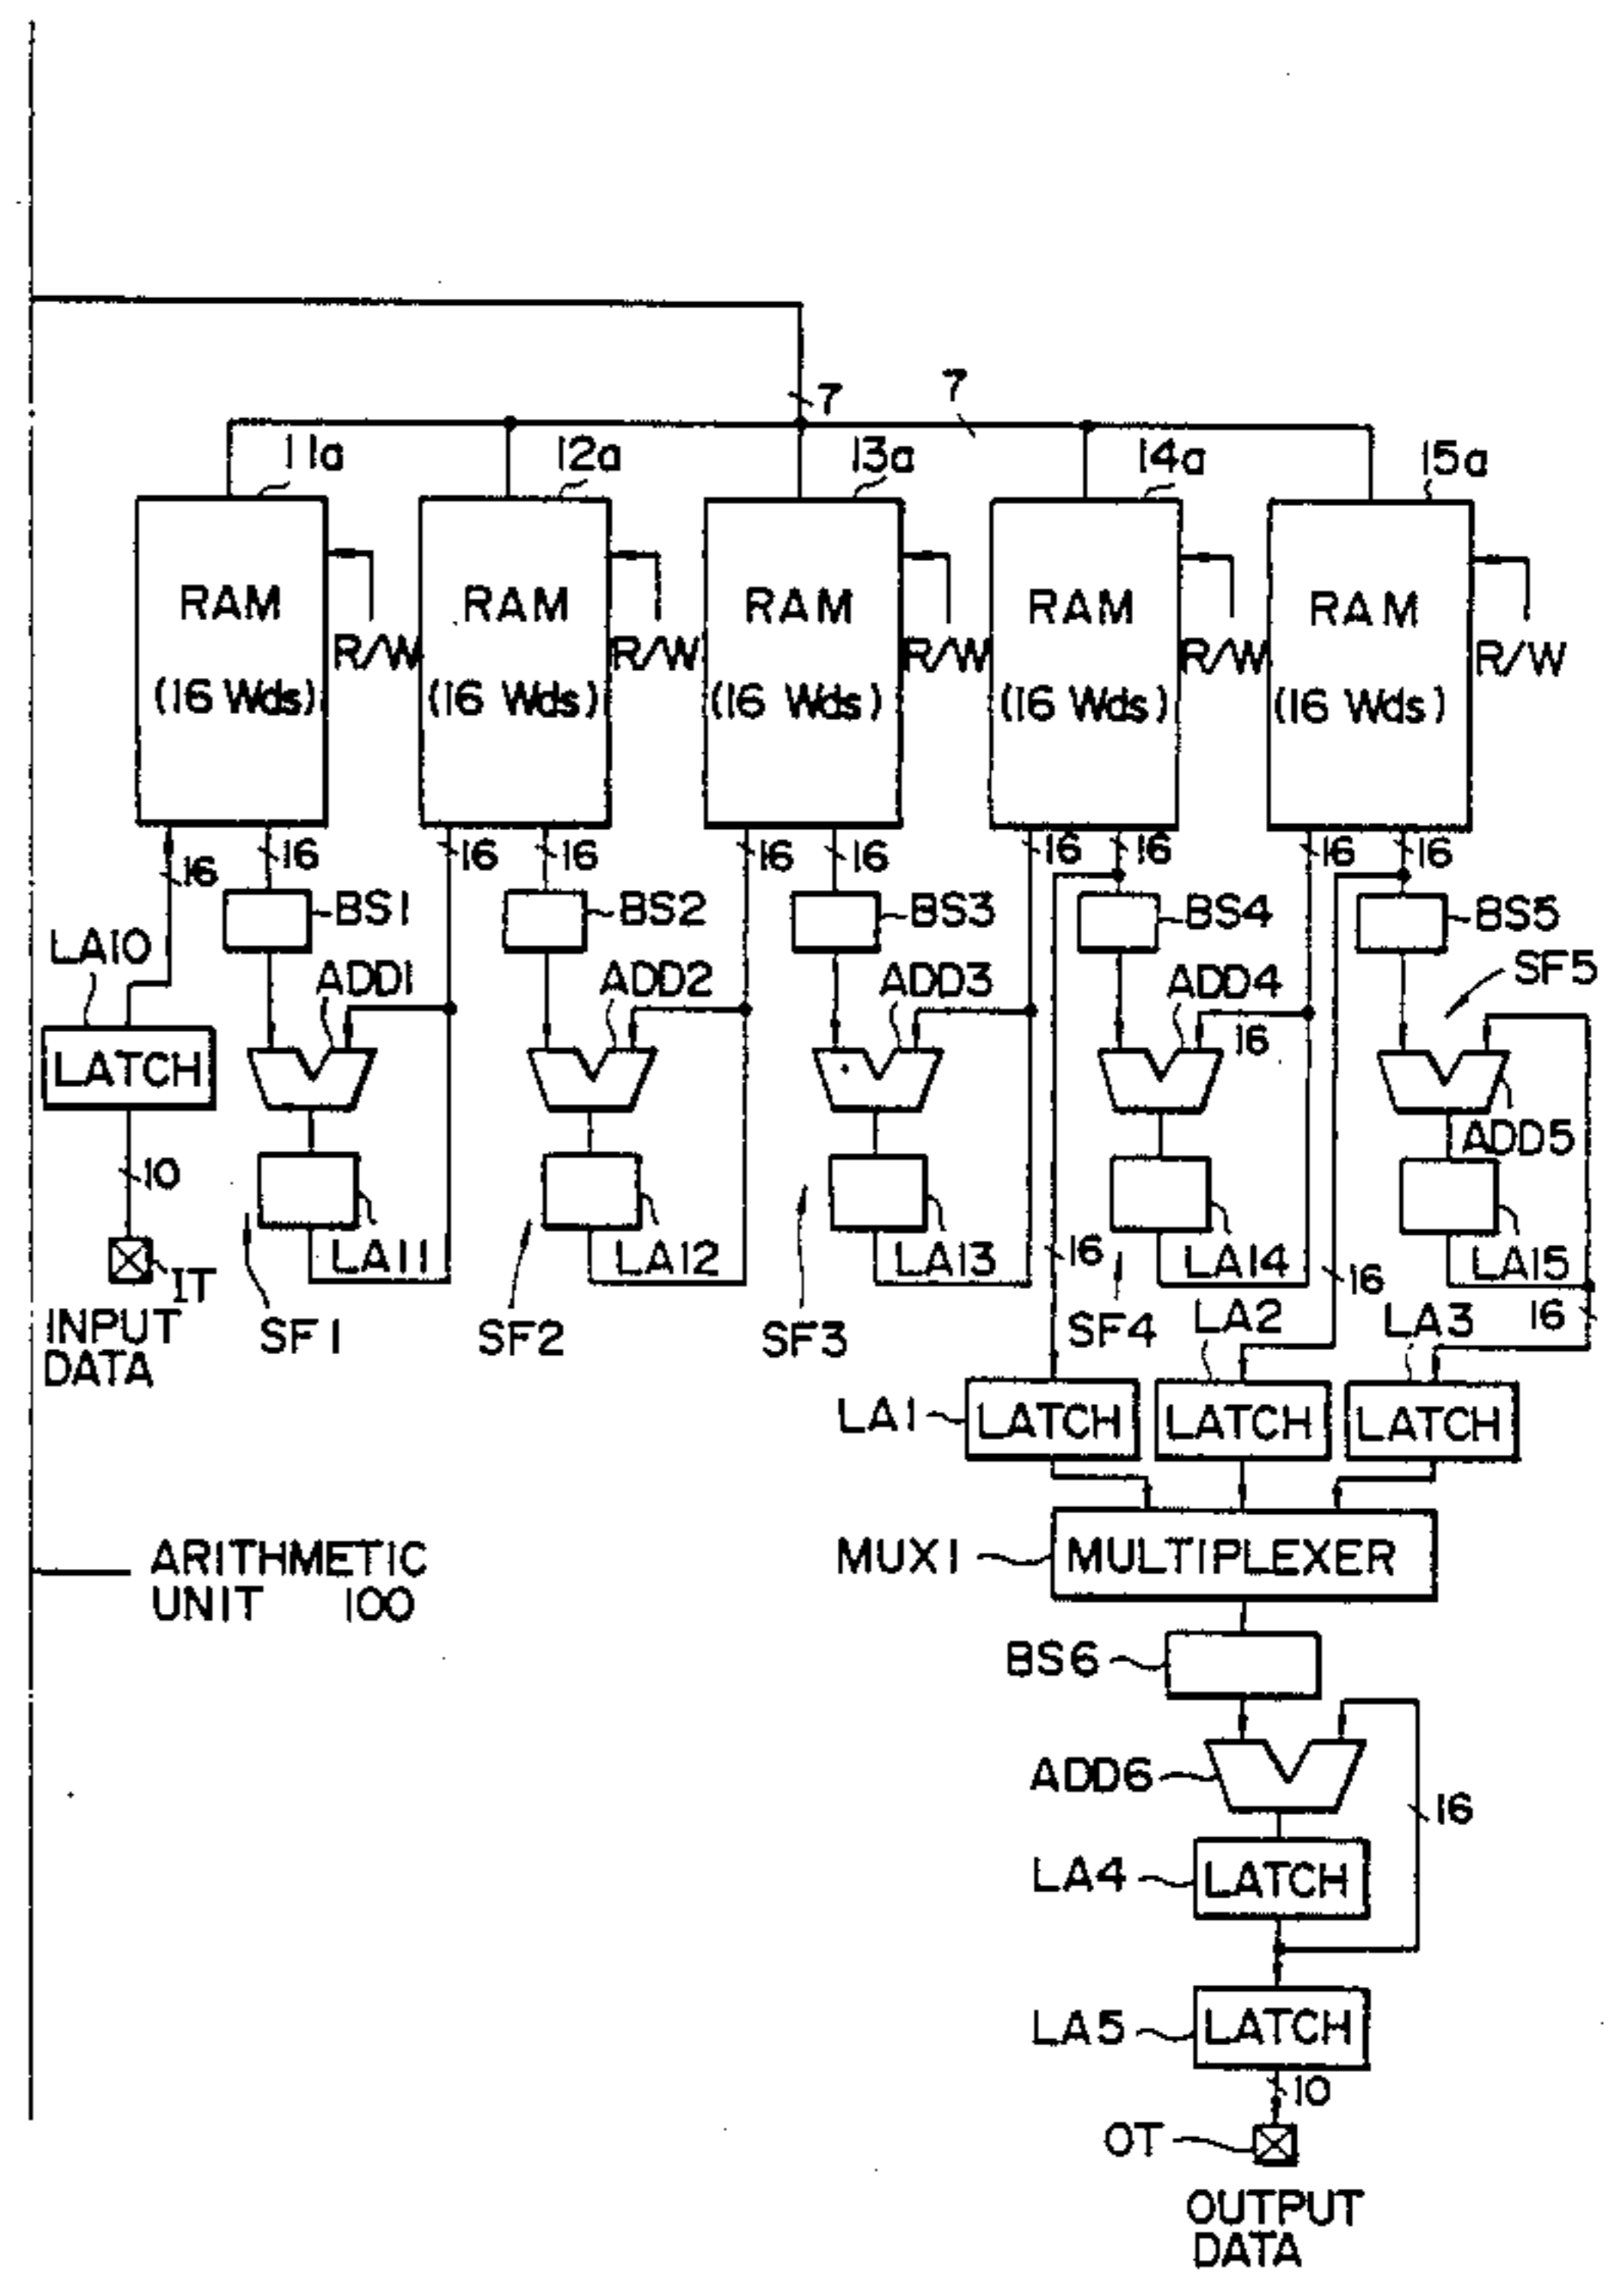 7
7
11a
12a
13a
14a
15a
RAM
(16 Wds)
R/W
RAM
(16 Wds)
R/W
RAM
(16 Wds)
R/W
RAM
(16 Wds)
R/W
RAM
(16 Wds)
R/W
16
16
16
16
16
16
16
16
16
16
BS1
BS2
BS3
BS4
BS5
LA10
ADD1
ADD2
ADD3
ADD4
SF5
16
LATCH
ADD5
10
LA11
LA12
LA13
16
LA14
16
LA15
IT
INPUT
DATA
SF1
SF2
SF3
SF4
LA2
LA3
16
LA1
LATCH
LATCH
LATCH
MUX1
MULTIPLEXER
ARITHMETIC
UNIT 100
BS6
ADD6
16
LA4
LATCH
LA5
LATCH
10
OT
OUTPUT
DATA